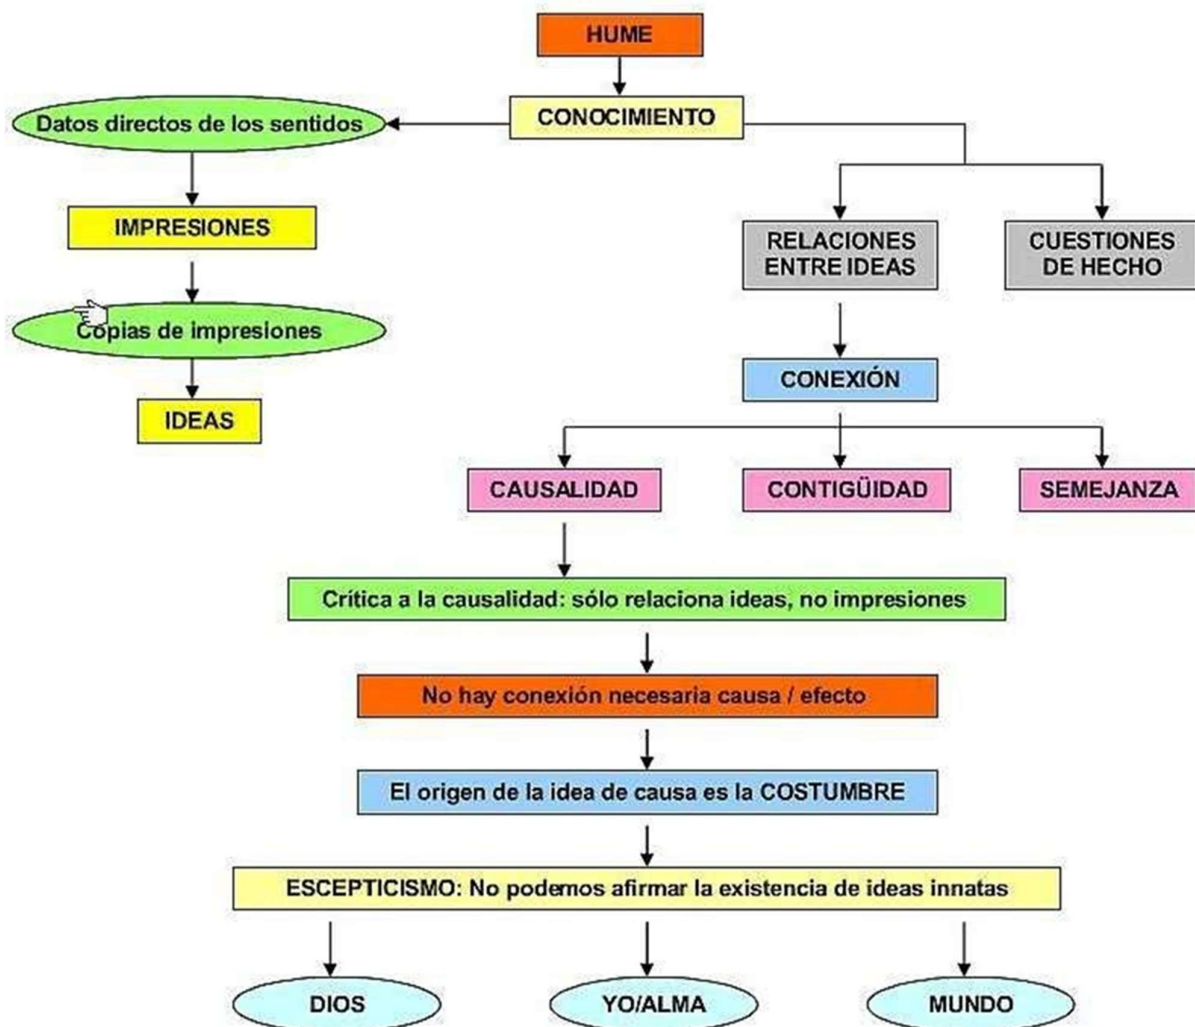 HUME
CONOCIMIENTO
Datos directos de los sentidos
IMPRESIONES
Copias de impresiones
IDEAS
RELACIONES
ENTRE IDEAS
CUESTIONES
DE HECHO
CONEXIÓN
CAUSALIDAD
CONTIGÜIDAD
SEMEJANZA
Crítica a la causalidad: sólo relaciona ideas, no impresiones
No hay conexión necesaria causa / efecto
El origen de la idea de causa es la COSTUMBRE
ESCEPTICISMO: No podemos afirmar la existencia de ideas innatas
DIOS
YO/ALMA
MUNDO